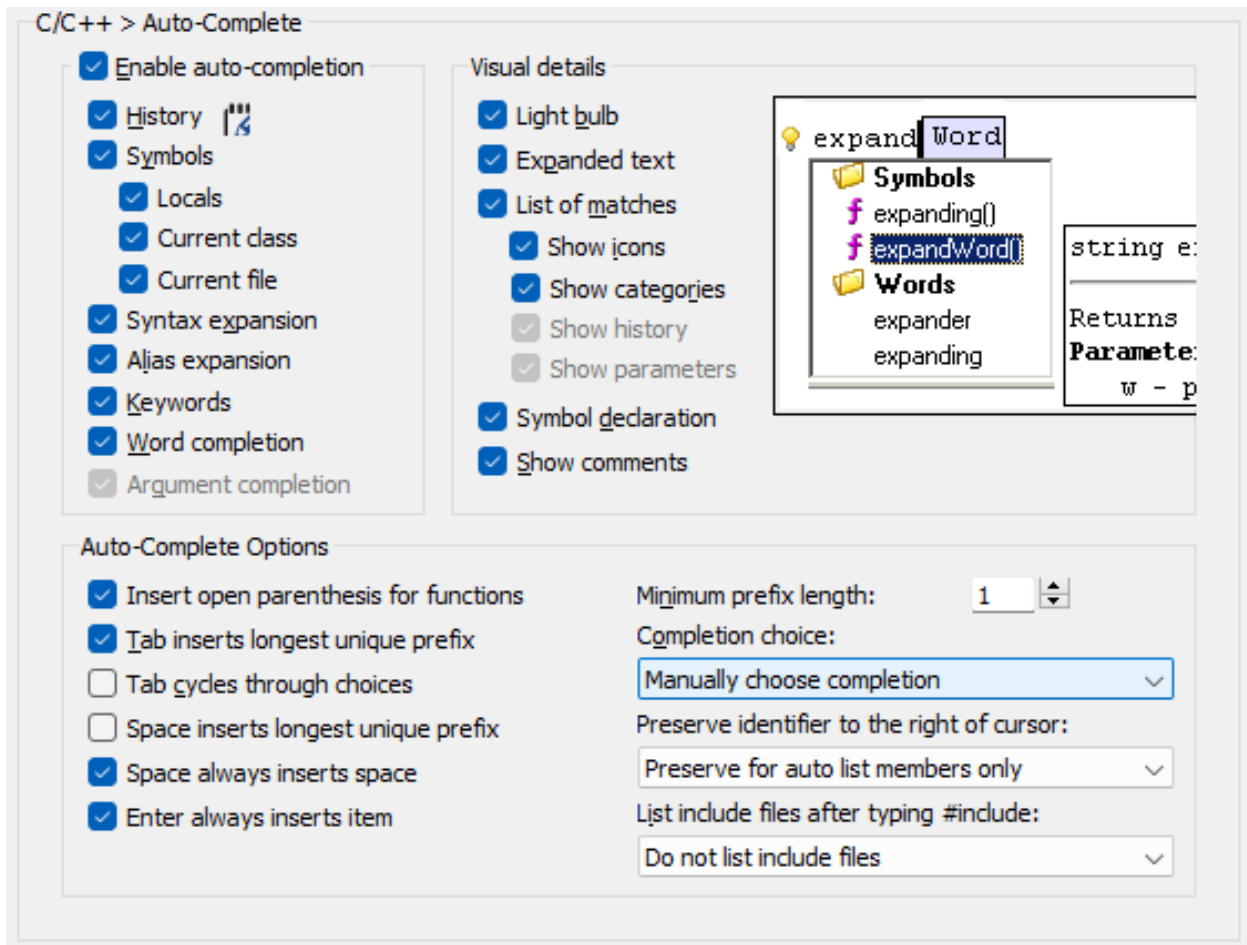 C/C++ > Auto-Complete
Enable auto-completion
History
Symbols
Locals
Current class
Current file
Syntax expansion
Alias expansion
Keywords
Word completion
Argument completion
Visual details
Light bulb
Expanded text
List of matches
Show icons
Show categories
Show history
Show parameters
Symbol declaration
Show comments
expand Word
Symbols
expanding()
expandWord()
Words
expander
expanding
string e
Returns
Paramete
w - p
Auto-Complete Options
Insert open parenthesis for functions
Tab inserts longest unique prefix
Tab cycles through choices
Space inserts longest unique prefix
Space always inserts space
Enter always inserts item
Minimum prefix length: 1
Completion choice:
Manually choose completion
Preserve identifier to the right of cursor:
Preserve for auto list members only
List include files after typing #include:
Do not list include files